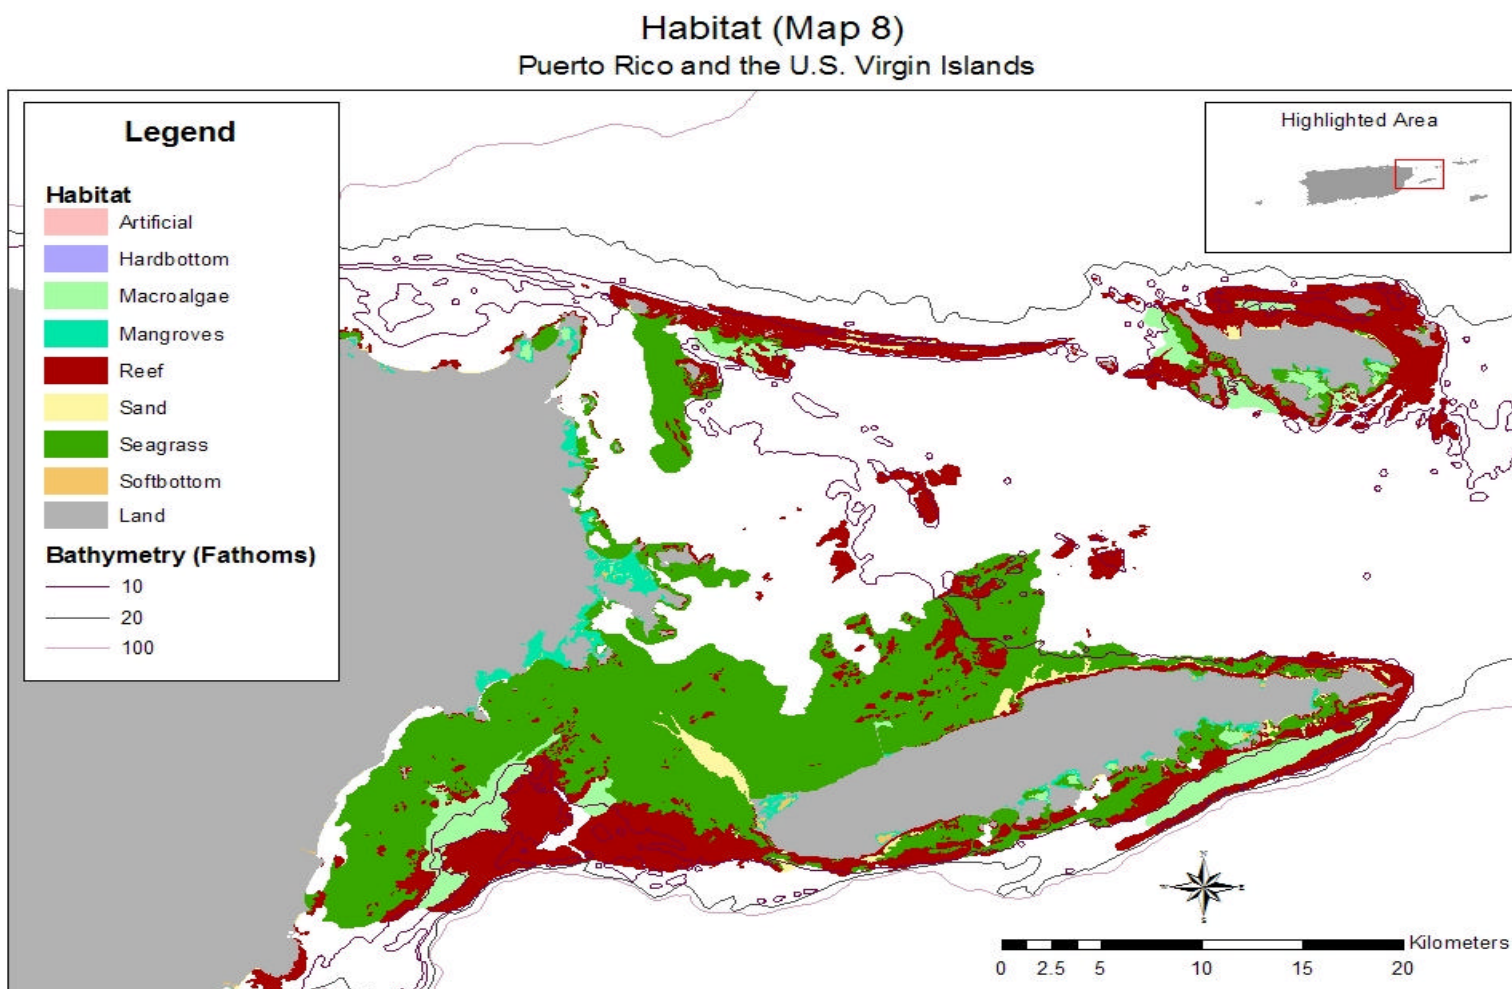 Habitat (Map 8)
Puerto Rico and the U.S. Virgin Islands
Legend
Habitat
Artificial
Hardbottom
Macroalgae
Mangroves
Reef
Sand
Seagrass
Softbottom
Land
Bathymetry (Fathoms)
10
20
100
Highlighted Area
N
W E
S
Kilometers
0 2.5 5 10 15 20